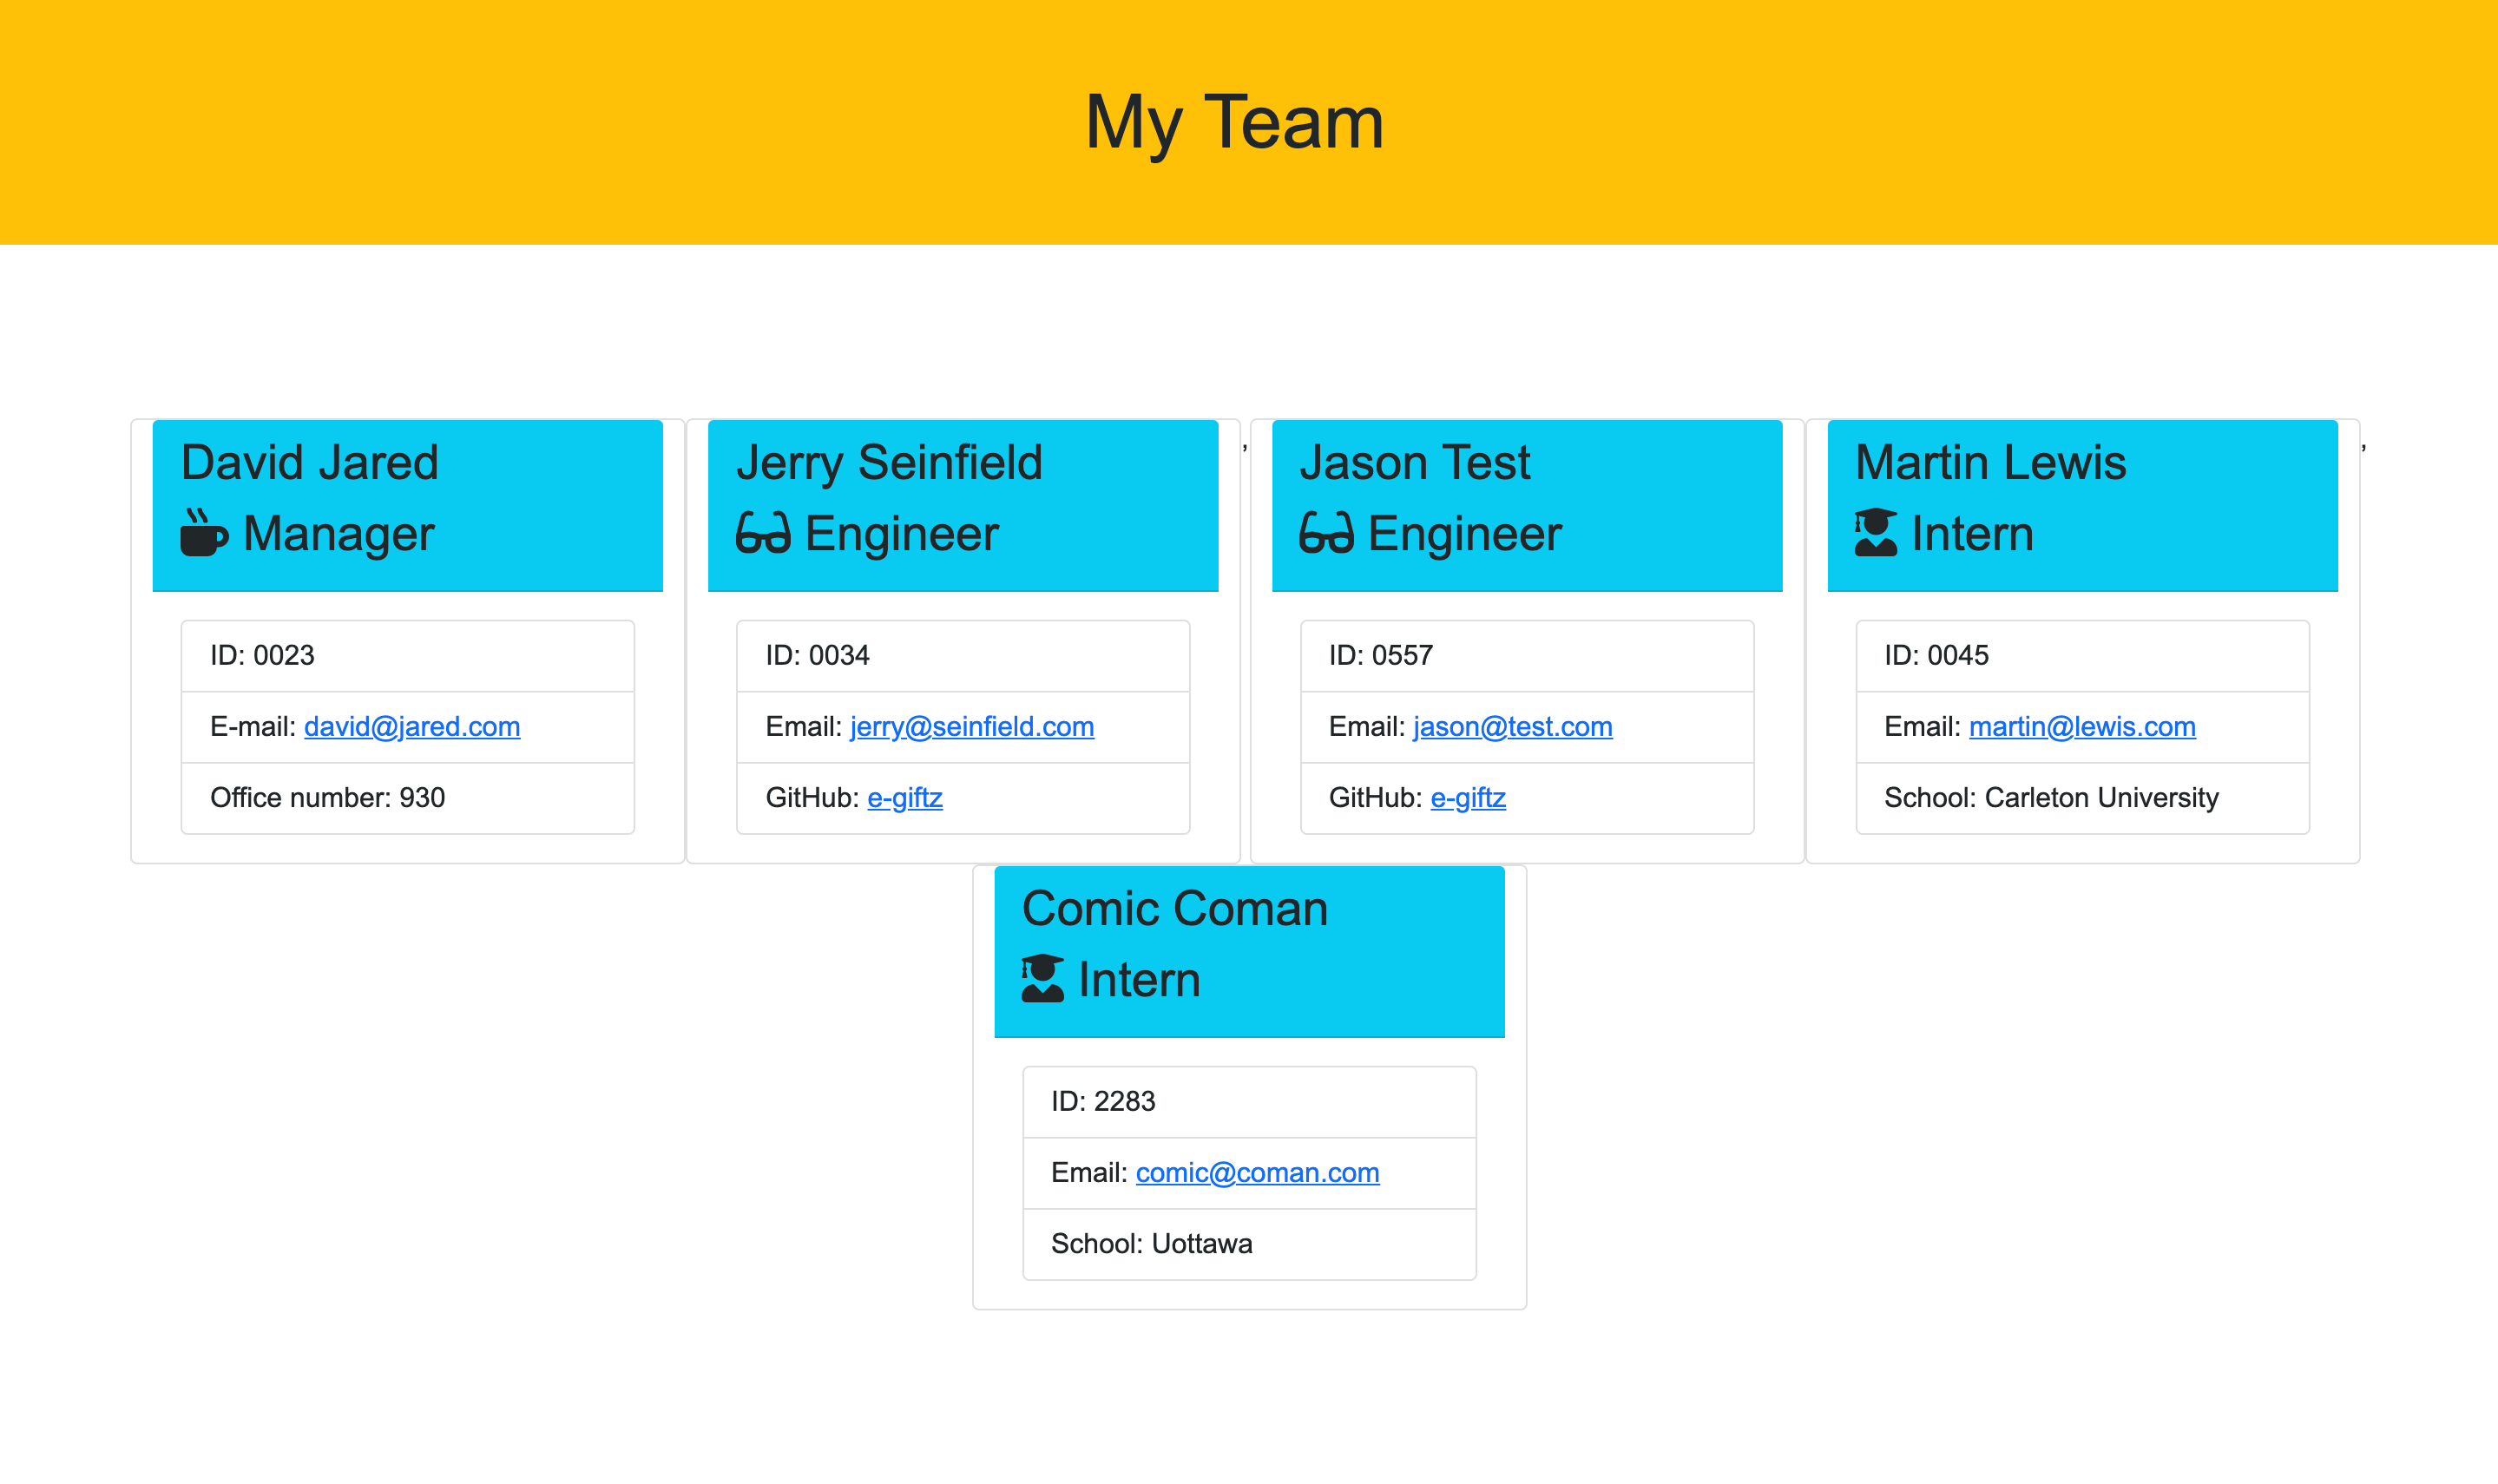 My Team
David Jared
Manager
ID: 0023
E-mail: david@jared.com
Office number: 930
Jerry Seinfield
Engineer
ID: 0034
Email: jerry@seinfield.com
GitHub: e-giftz
,
Jason Test
Engineer
ID: 0557
Email: jason@test.com
GitHub: e-giftz
Martin Lewis
Intern
ID: 0045
Email: martin@lewis.com
School: Carleton University
,
Comic Coman
Intern
ID: 2283
Email: comic@coman.com
School: Uottawa